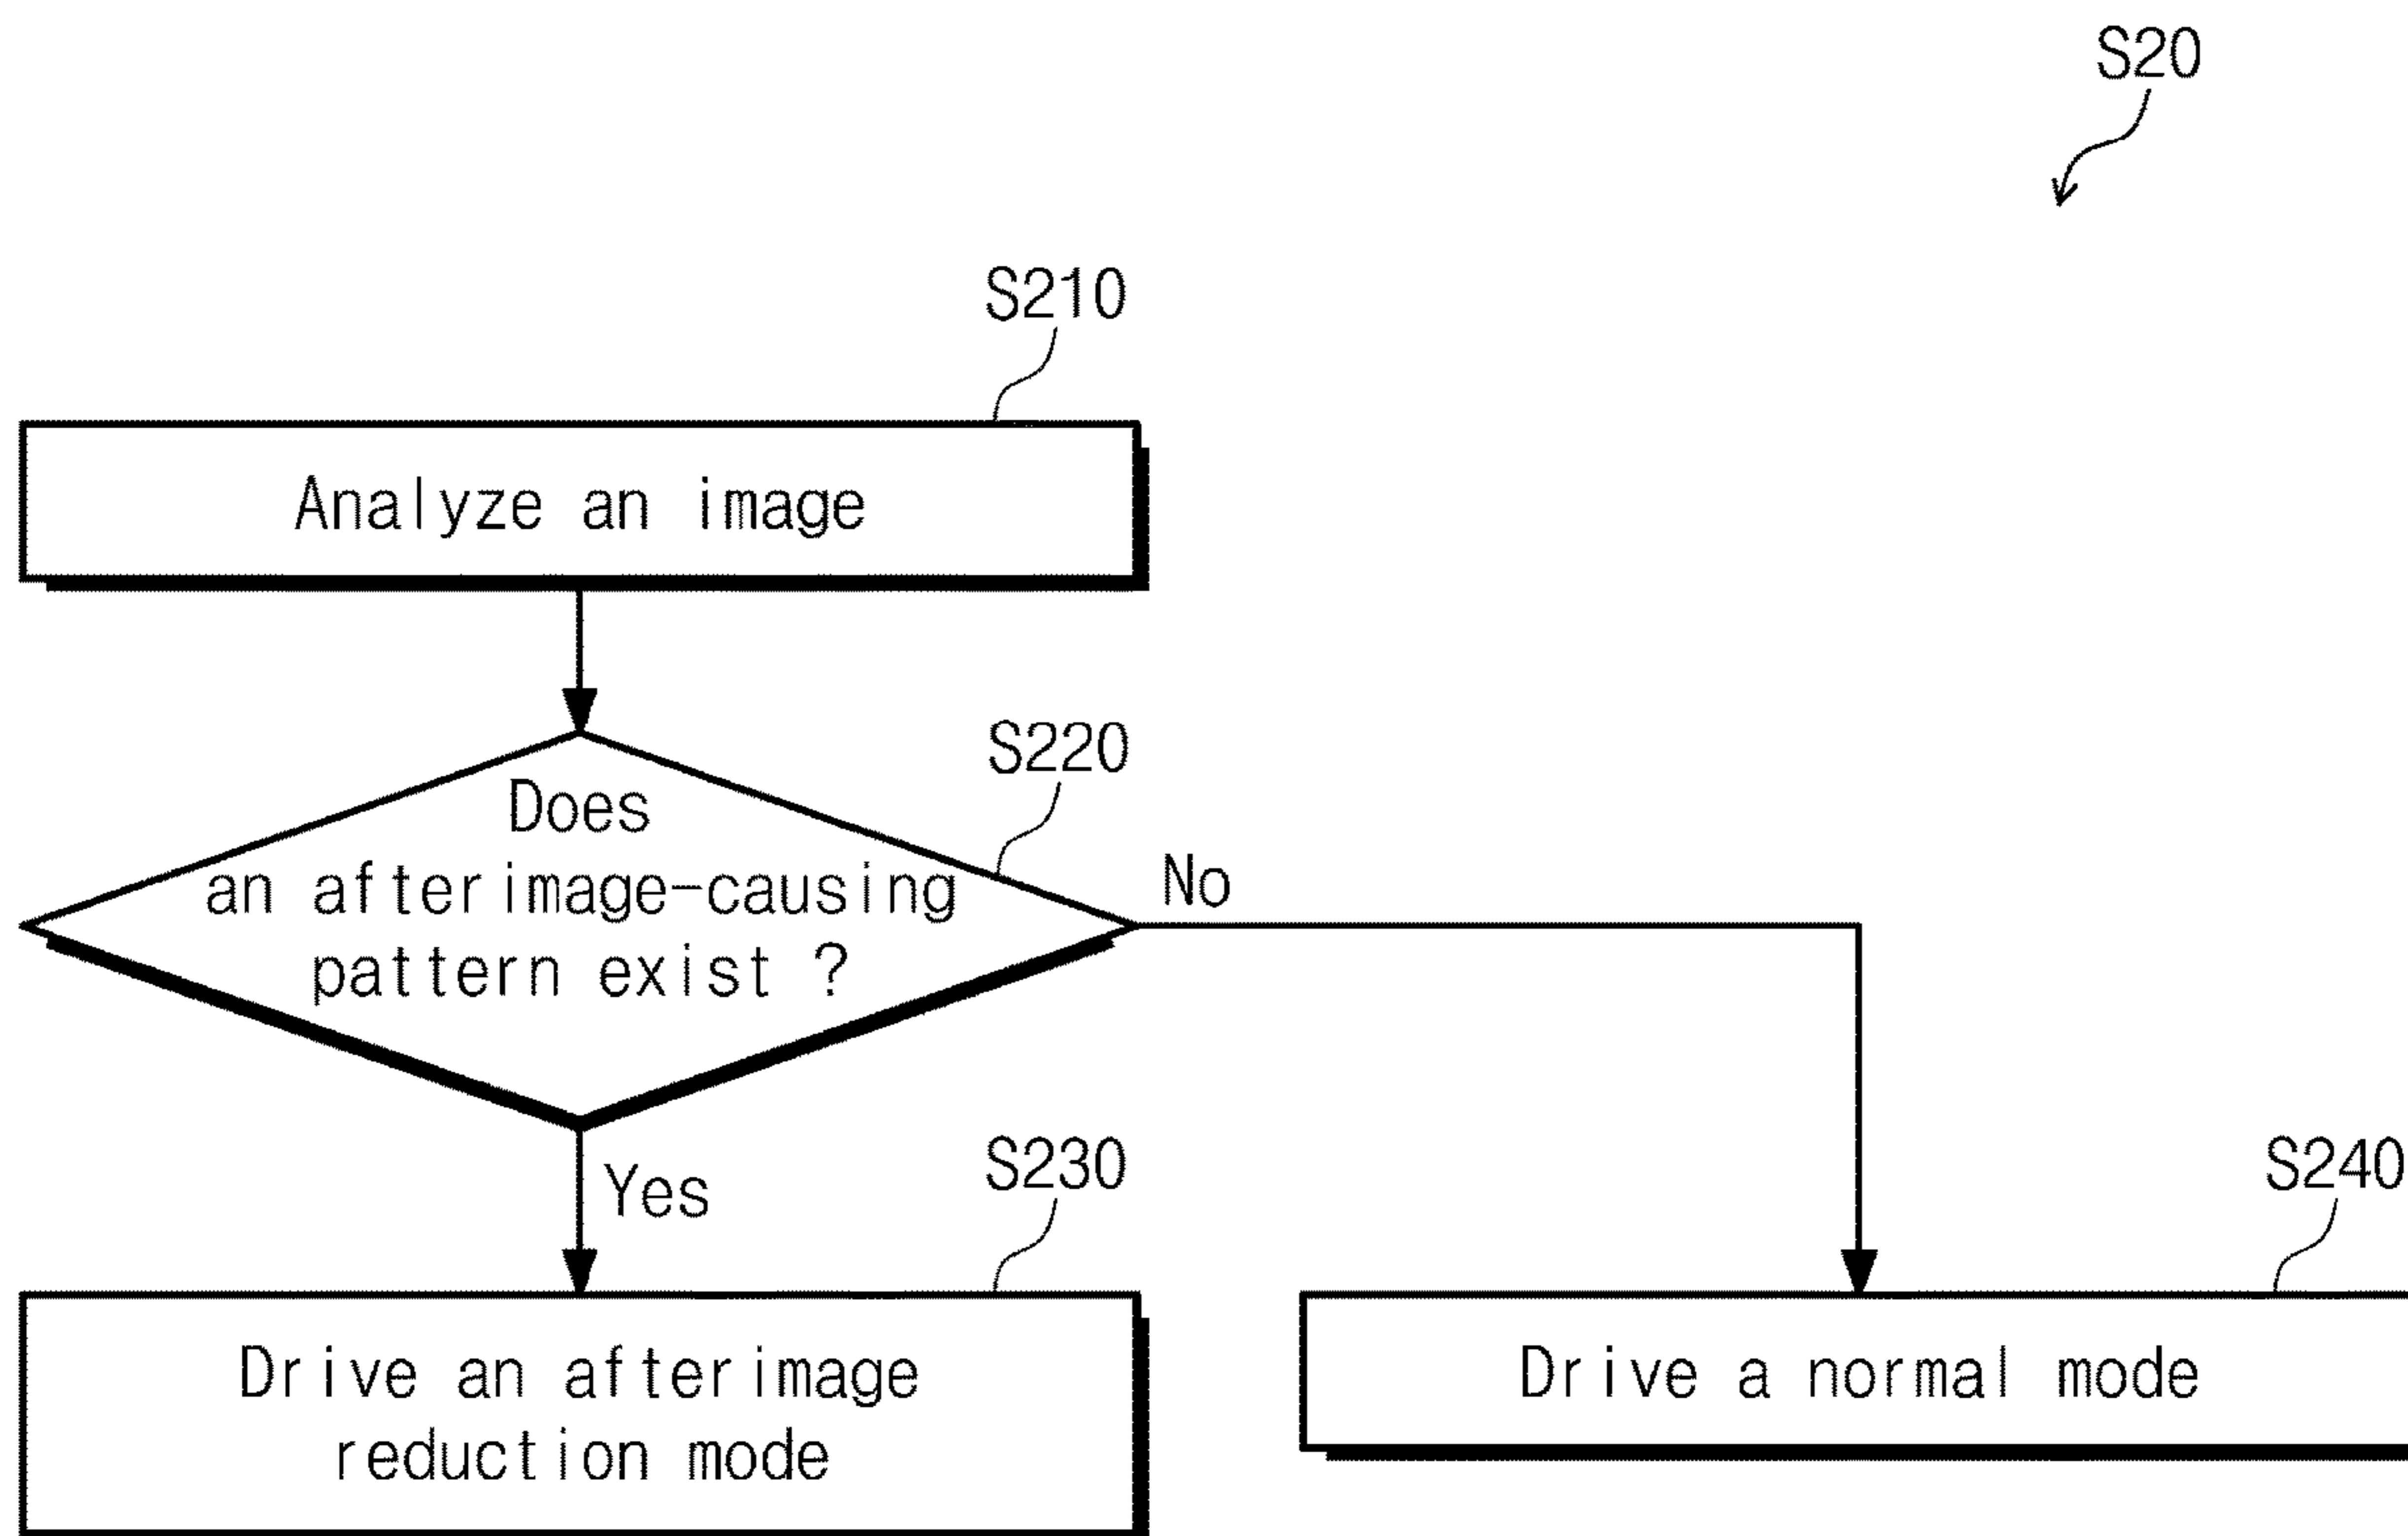 S20
S210
Analyze an image
S220
Does
an afterimage-causing
pattern exist ?
No
Yes
S230
S240
Drive an afterimage
reduction mode
Drive a normal mode